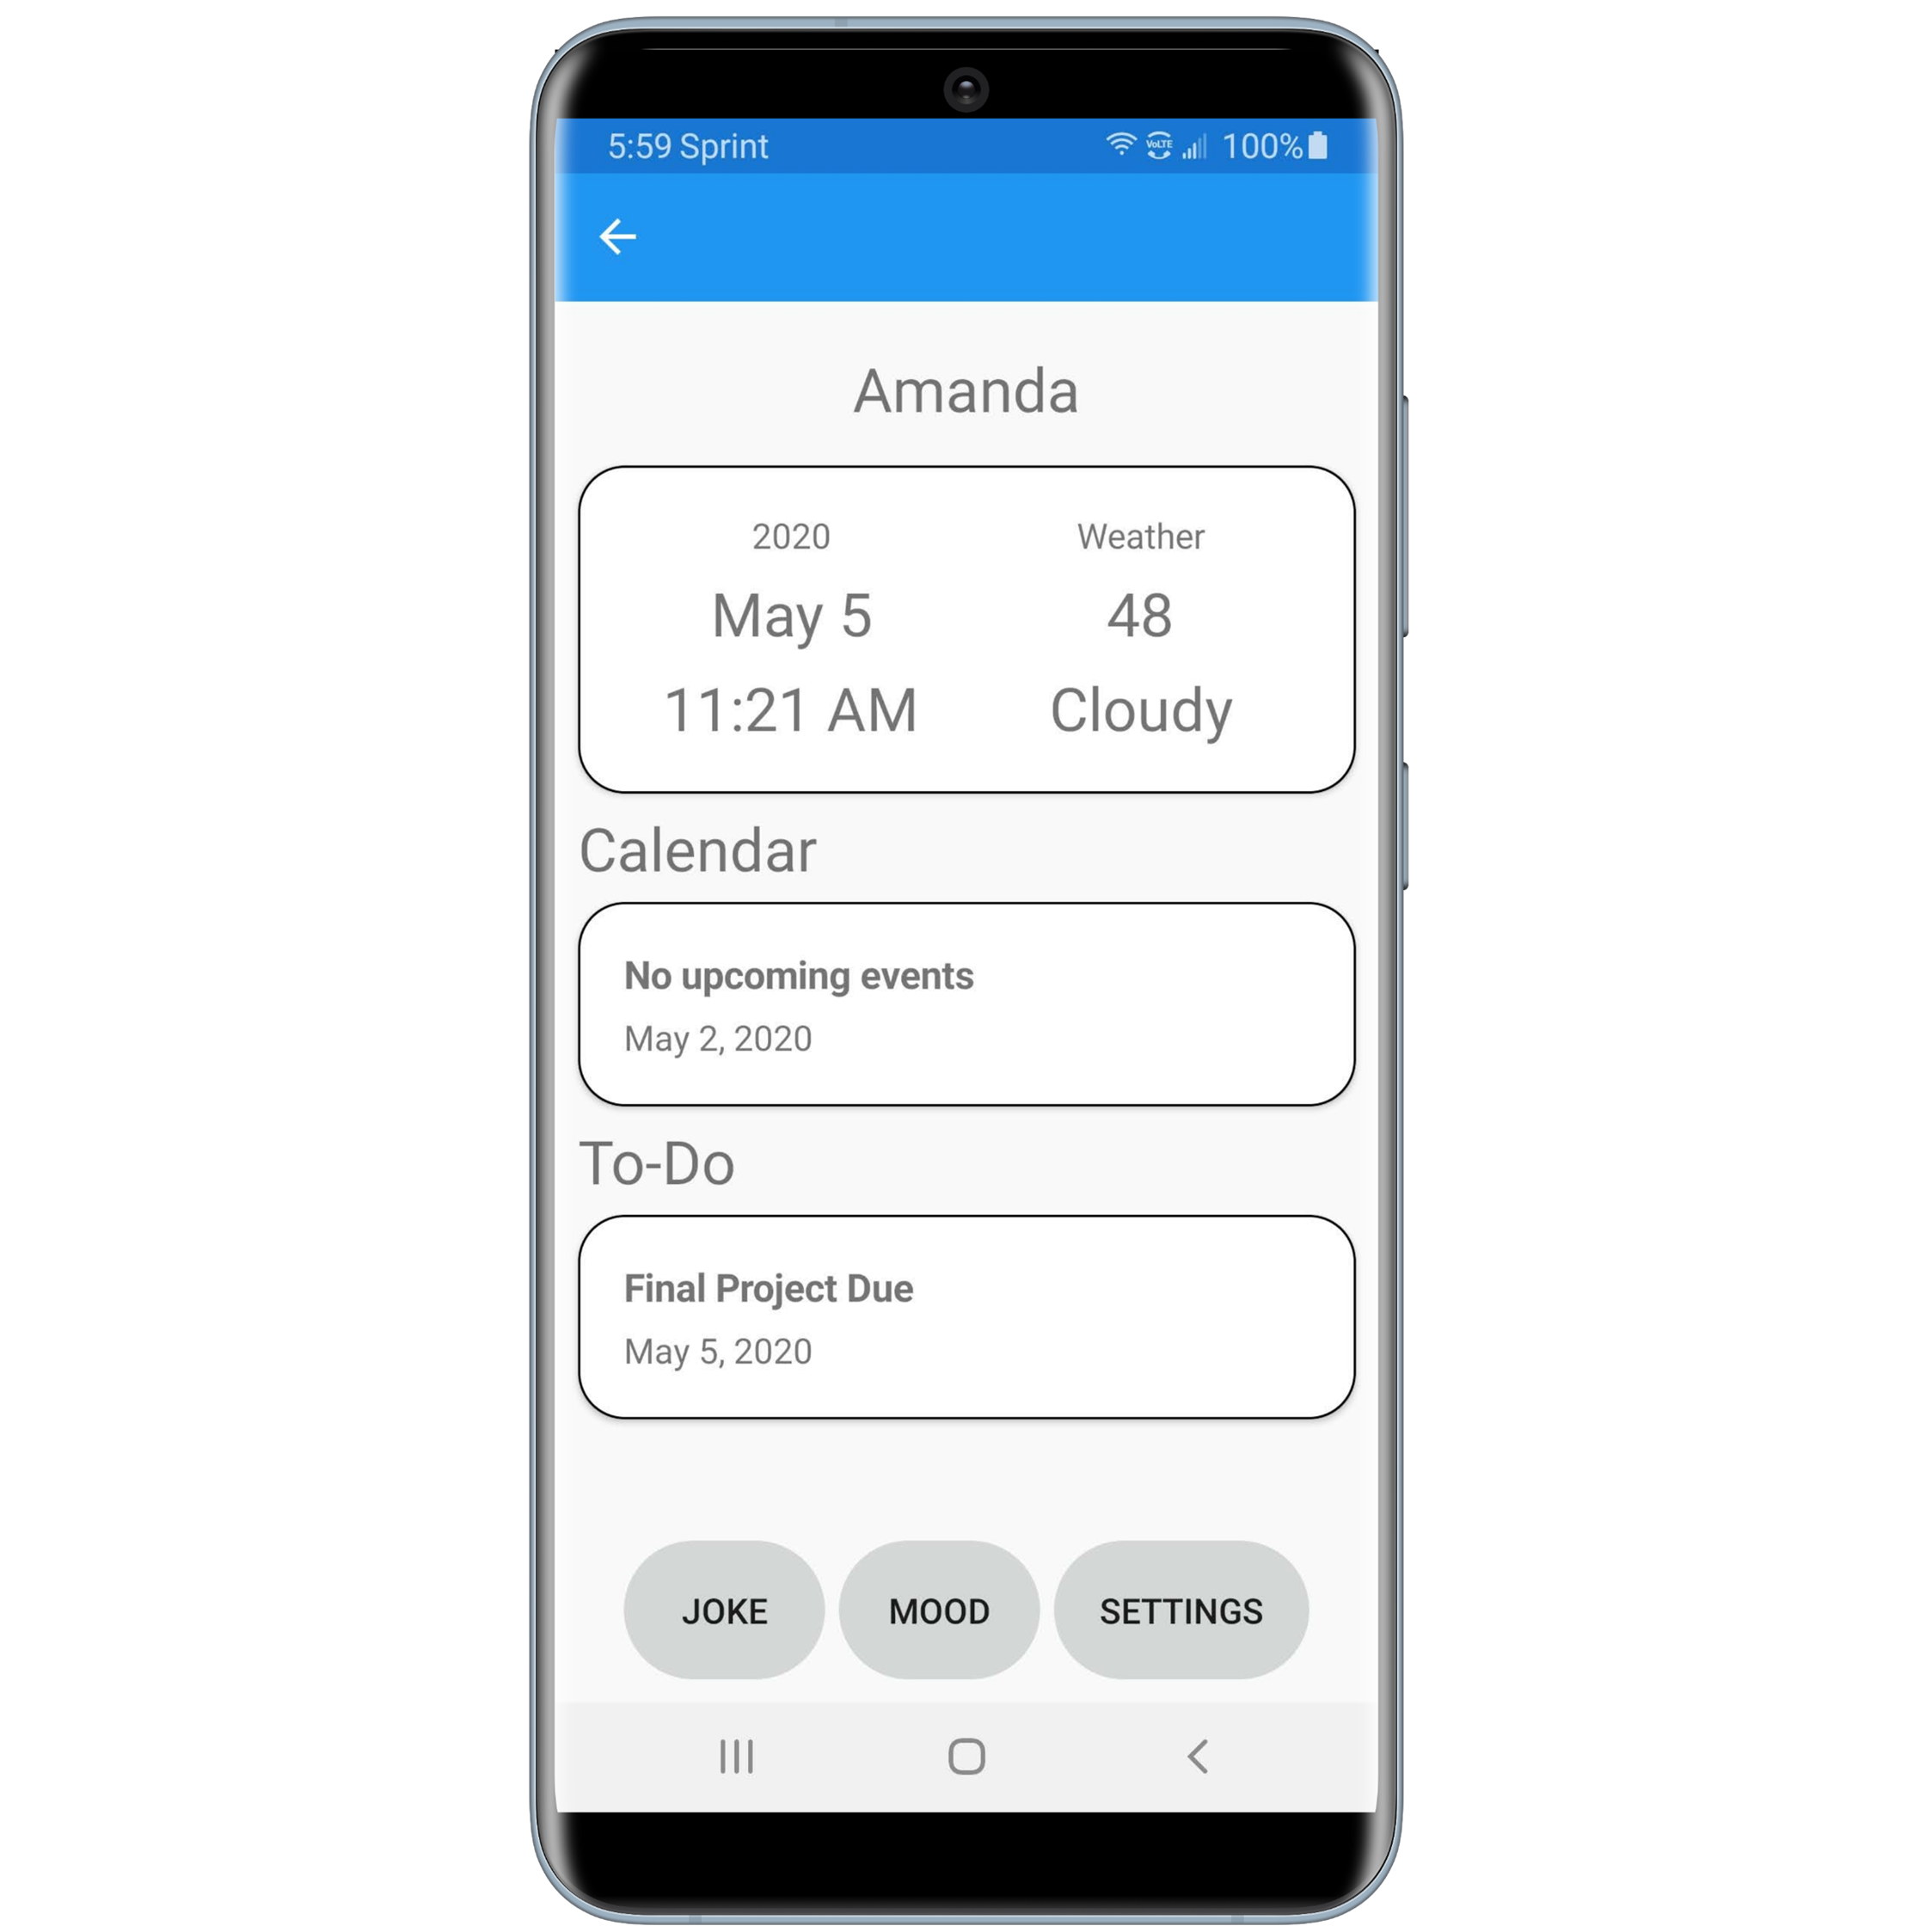 5:59 Sprint VoLTE 100%
Amanda
2020 Weather
May 5 48
11:21 AM Cloudy
Calendar
No upcoming events
May 2, 2020
To-Do
Final Project Due
May 5, 2020
JOKE MOOD SETTINGS